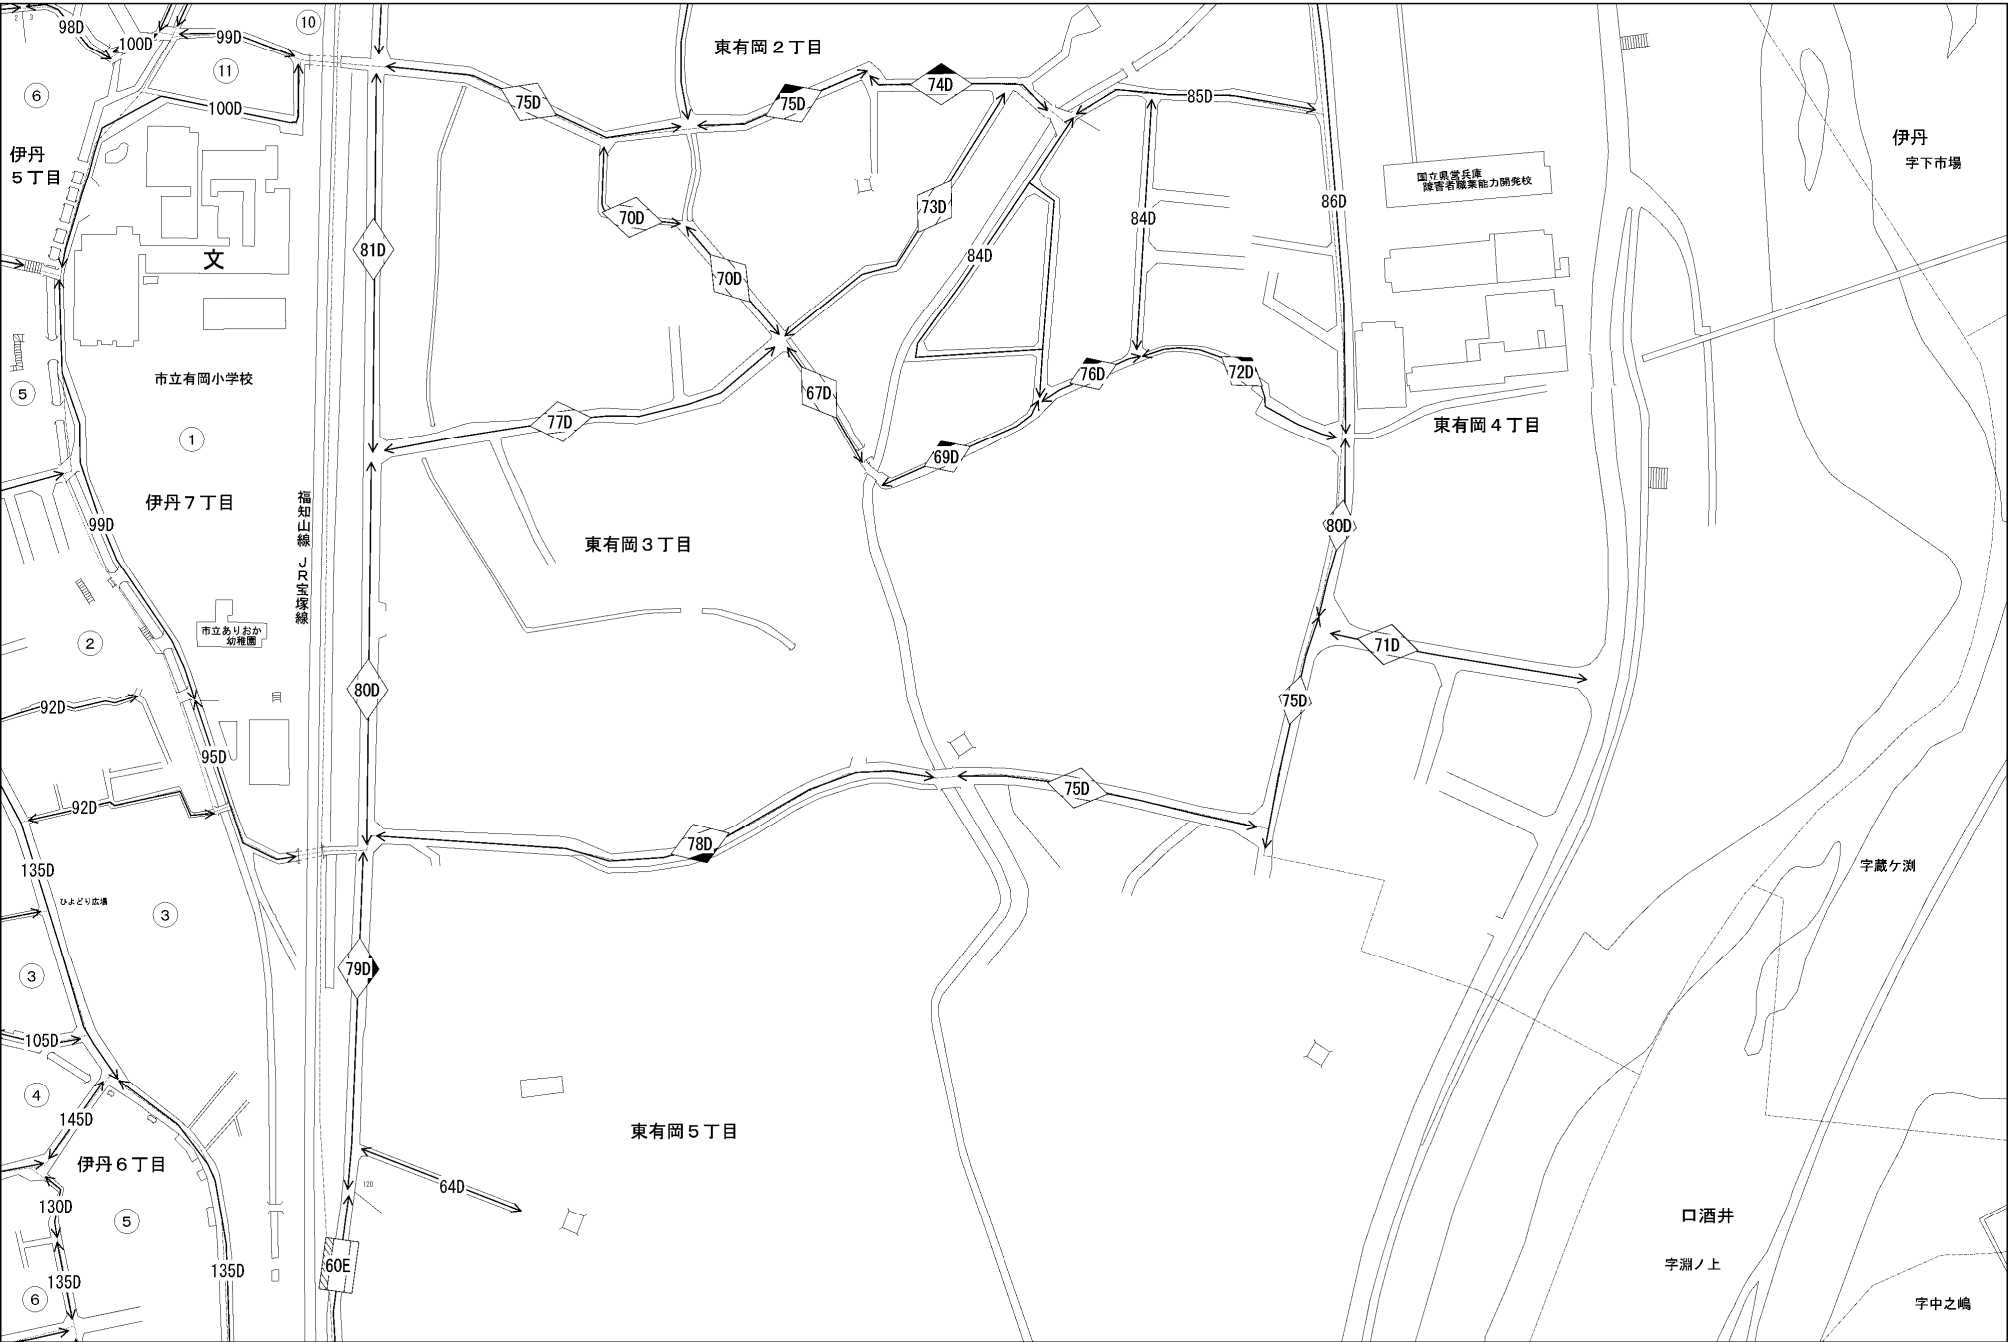 98D
100D
99D
⑩
東有岡２丁目
⑪
⑥
100D
75D
75D
74D
85D
伊丹
５丁目
伊丹
字下市場
国立県営兵庫
障害者職業能力開発校
70D
73D
84D
86D
81D
文
70D
84D
市立有岡小学校
⑤
67D
76D
72D
77D
69D
①
東有岡４丁目
伊丹７丁目
福知山線 ＪＲ宝塚線
99D
80D
東有岡３丁目
市立ありおか
幼稚園
②
71D
80D
75D
92D
95D
75D
92D
78D
135D
字蔵ケ渕
ひよどり広場
③
③
79D
105D
④
145D
東有岡５丁目
伊丹６丁目
64D
120
130D
⑤
口酒井
60E
135D
135D
字淵ノ上
⑥
字中之嶋